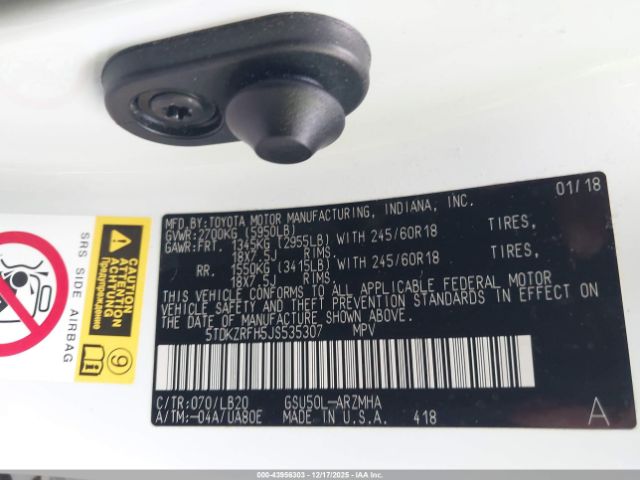 MFD.BY: TOYOTA MOTOR MANUFACTURING, INDIANA, INC. 01/18
GVWR: 2700KG (5950LB)
GAWR: FRT. 1345KG (2955LB) WITH 245/60R18 TIRES,
18X7.5J RIMS
RR. 1550KG (3415LB) WITH 245/60R18 TIRES,
18X7.5J RIMS
THIS VEHICLE CONFORMS TO ALL APPLICABLE FEDERAL MOTOR
VEHICLE SAFETY AND THEFT PREVENTION STANDARDS IN EFFECT ON
THE DATE OF MANUFACTURE SHOWN ABOVE.
5TDKZRFH5JS535307 MPV
C/TR: 070/LB20 GSU50L-ARZMHA
A/TM: -04A/UA80E MADE IN U.S.A. 418 A
SRS SIDE AIRBAG
CAUTION
ATTENTION
ACHTUNG
Предупреждение
i
9
000-43956303 - 12/17/2025 - IAAHQPHOTO